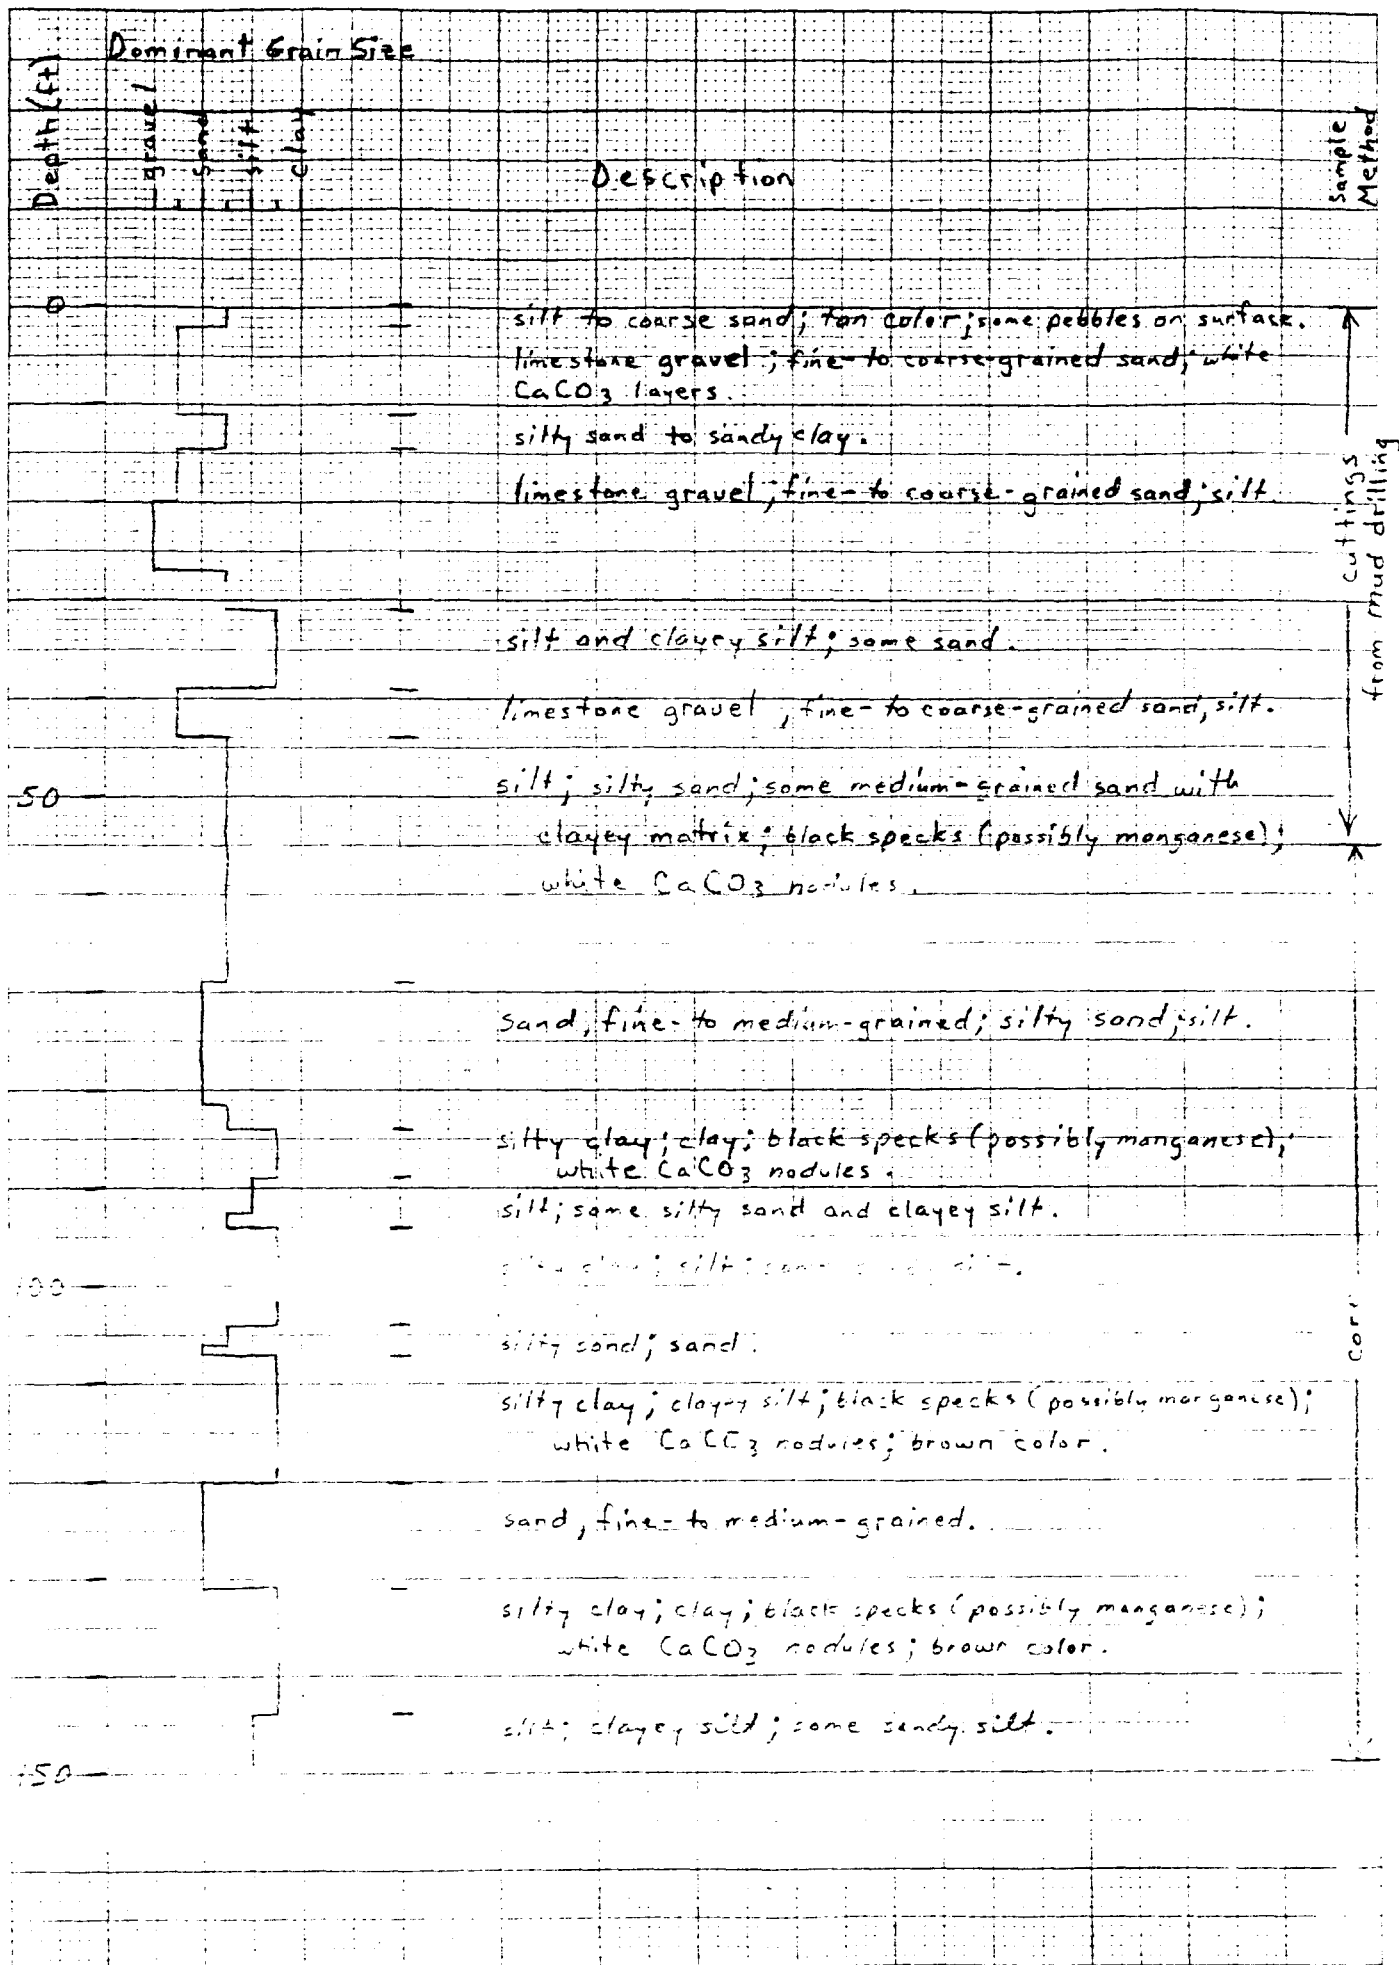 Dominant Grain Size
Depth (ft)
gravel
sand
silt
clay
Description
Sample
Method
0
silt to coarse sand; tan color; some pebbles on surface.
limestone gravel; fine- to coarse-grained sand; white
CaCO3 layers.
silty sand to sandy clay.
limestone gravel; fine- to coarse-grained sand; silt
cuttings
from mud drilling
silt and clayey silt; some sand.
limestone gravel, fine- to coarse-grained sand, silt.
50
silt; silty sand; some medium-grained sand with
clayey matrix; black specks (possibly manganese);
white CaCO3 nodules.
sand, fine- to medium-grained; silty sand; silt.
silty clay; clay; black specks (possibly manganese);
white CaCO3 nodules.
silt; some silty sand and clayey silt.
silty clay; silt; some silt.
100
silty sand; sand.
core
silty clay; clayey silt; black specks (possibly manganese);
white CaCO3 nodules; brown color.
sand, fine- to medium-grained.
silty clay; clay; black specks (possibly manganese);
white CaCO3 nodules; brown color.
silt; clayey silt; some sandy silt.
150